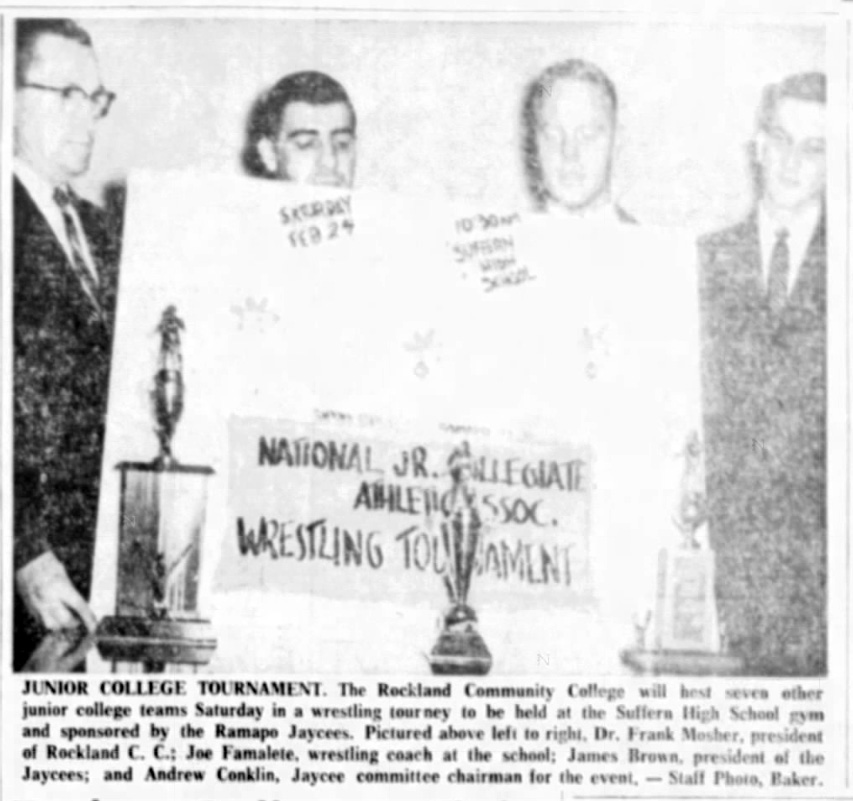 SATURDAY
FEB 24
10:30 AM
SUFFERN
HIGH
SCHOOL
NATIONAL JR. COLLEGIATE
ATHLETIC ASSOC.
WRESTLING TOURNAMENT
JUNIOR COLLEGE TOURNAMENT. The Rockland Community College will host seven other
junior college teams Saturday in a wrestling tourney to be held at the Suffern High School gym
and sponsored by the Ramapo Jaycees. Pictured above left to right, Dr. Frank Mosher, president
of Rockland C. C.; Joe Famalete, wrestling coach at the school; James Brown, president of the
Jaycees; and Andrew Conklin, Jaycee committee chairman for the event. — Staff Photo, Baker.